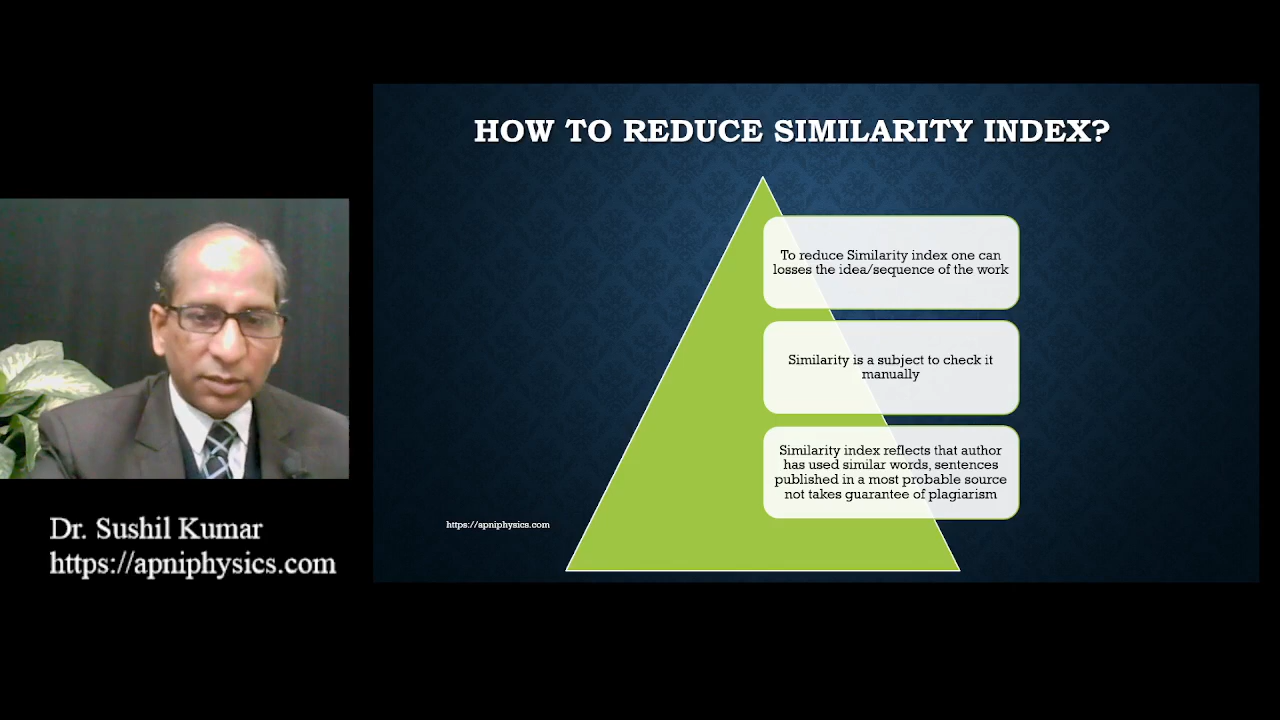 HOW TO REDUCE SIMILARITY INDEX?
To reduce Similarity index one can
losses the idea/sequence of the work
Similarity is a subject to check it
manually
Similarity index reflects that author
has used similar words, sentences
published in a most probable source
not takes guarantee of plagiarism
https://apniphysics.com
Dr. Sushil Kumar
https://apniphysics.com